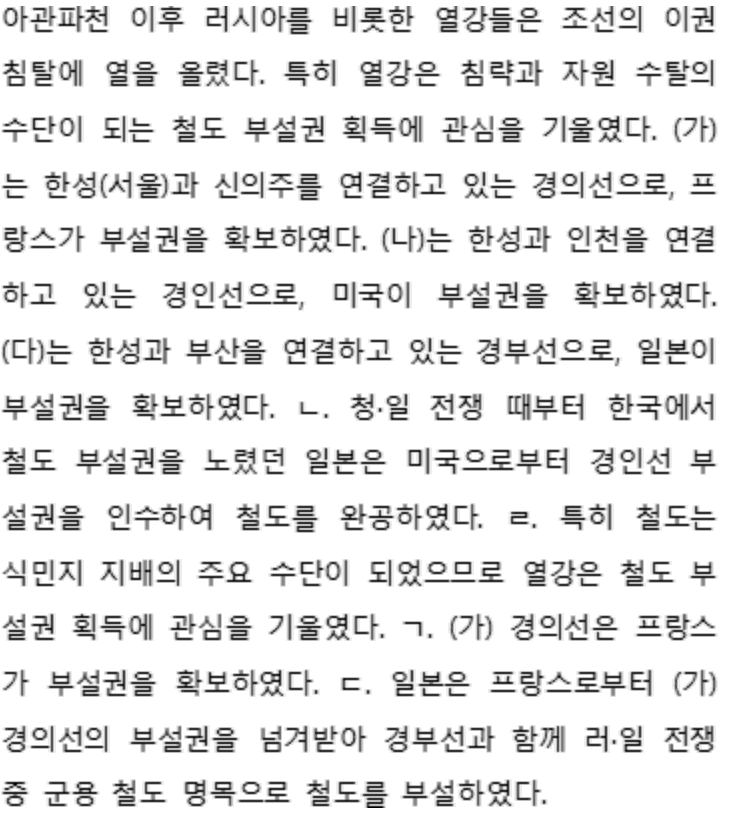 아관파천 이후 러시아를 비롯한 열강들은 조선의 이권
침탈에 열을 올렸다. 특히 열강은 침략과 자원 수탈의
수단이 되는 철도 부설권 획득에 관심을 기울였다. (가)
는 한성(서울)과 신의주를 연결하고 있는 경의선으로, 프
랑스가 부설권을 확보하였다. (나)는 한성과 인천을 연결
하고 있는 경인선으로, 미국이 부설권을 확보하였다.
(다)는 한성과 부산을 연결하고 있는 경부선으로, 일본이
부설권을 확보하였다. ㄴ. 청·일 전쟁 때부터 한국에서
철도 부설권을 노렸던 일본은 미국으로부터 경인선 부
설권을 인수하여 철도를 완공하였다. ㄹ. 특히 철도는
식민지 지배의 주요 수단이 되었으므로 열강은 철도 부
설권 획득에 관심을 기울였다. ㄱ. (가) 경의선은 프랑스
가 부설권을 확보하였다. ㄷ. 일본은 프랑스로부터 (가)
경의선의 부설권을 넘겨받아 경부선과 함께 러·일 전쟁
중 군용 철도 명목으로 철도를 부설하였다.